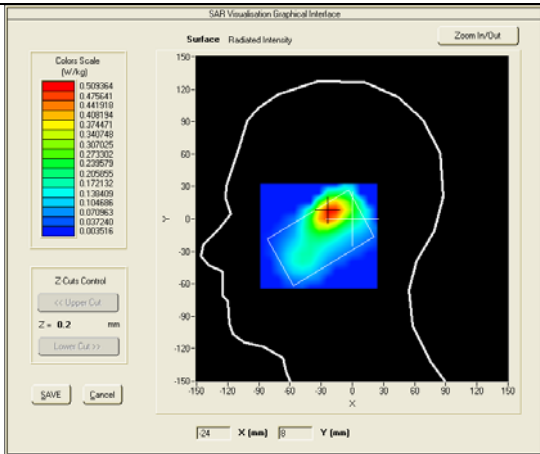 SAR Visualisation Graphical Interface
Surface Radiated Intensity
Zoom In/Out
Colors Scale
(W/kg)
0.509364
0.475641
0.441918
0.408194
0.374471
0.340748
0.307025
0.273302
0.239579
0.205855
0.172132
0.138409
0.104686
0.070963
0.037240
0.003516
Z-Cuts Control
<< Upper Cut
Z = 0.2 mm
Lower Cut >>
SAVE Cancel
150-
120-
90-
60-
30-
0-
-30-
-60-
-90-
-120-
-150-
Y
-150 -120 -90 -60 -30 0 30 60 90 120 150
X
-24 X (mm) 8 Y (mm)